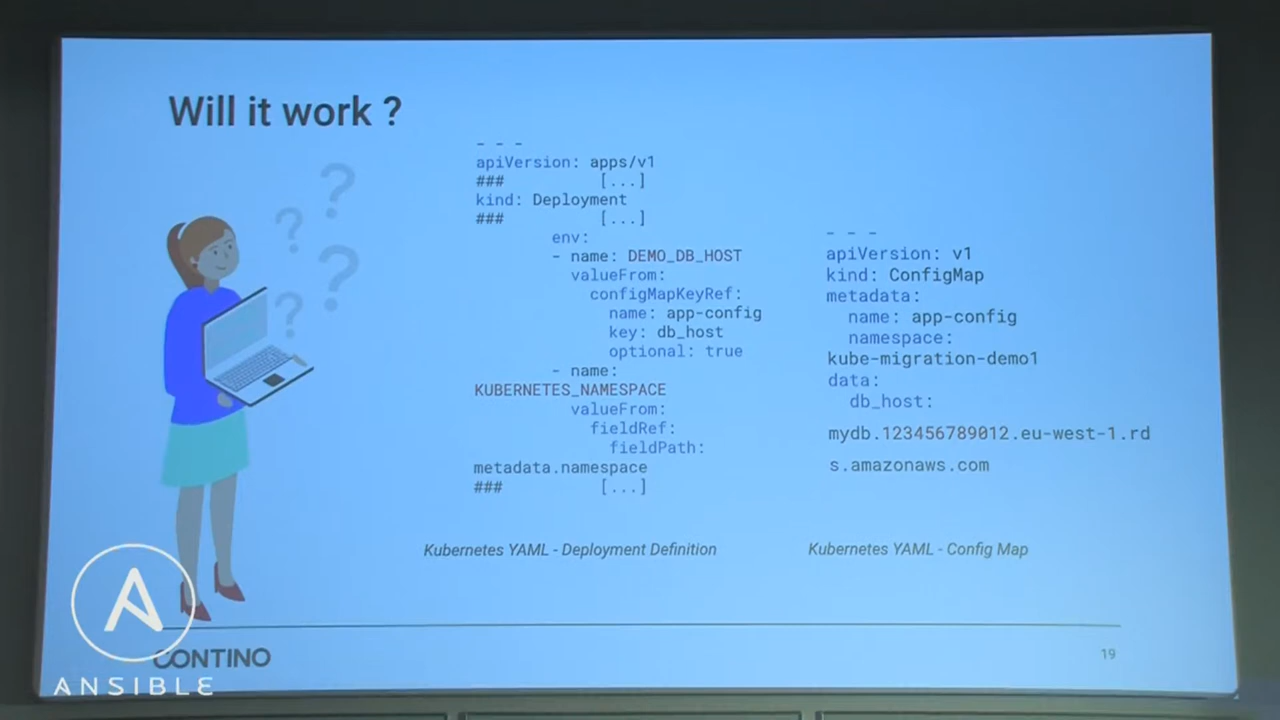 Will it work ?
- - -
apiVersion: apps/v1
### [...]
kind: Deployment
### [...]
env:
- name: DEMO_DB_HOST
valueFrom:
configMapKeyRef:
name: app-config
key: db_host
optional: true
- name:
KUBERNETES_NAMESPACE
valueFrom:
fieldRef:
fieldPath:
metadata.namespace
### [...]
Kubernetes YAML - Deployment Definition
- - -
apiVersion: v1
kind: ConfigMap
metadata:
name: app-config
namespace:
kube-migration-demo1
data:
db_host:
mydb.123456789012.eu-west-1.rd
s.amazonaws.com
Kubernetes YAML - Config Map
? ? ? ?
CONTINO
19
A
ANSIBLE